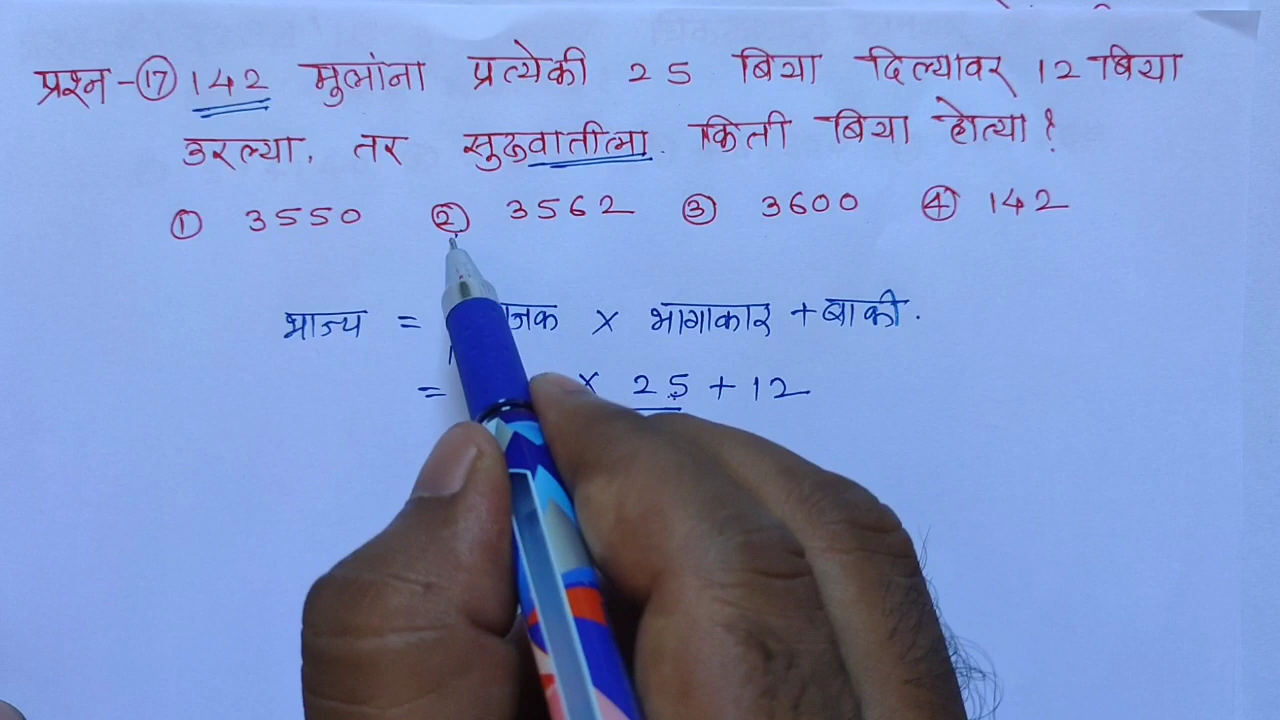 प्रश्न-⑰ 142 मुलांना प्रत्येकी 25 बिया दिल्यावर 12 बिया
उरल्या. तर सुरुवातीला किती बिया होत्या?
① 3550 ② 3562 ③ 3600 ④ 142
भाज्य = × भागाकार + बाकी.
= × 25 + 12